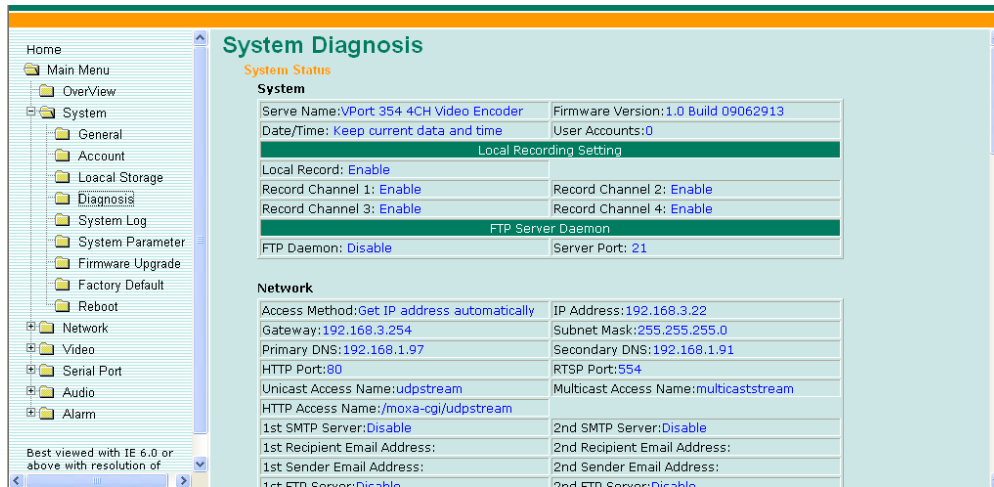 Home
Main Menu
OverView
System
General
Account
Loacal Storage
Diagnosis
System Log
System Parameter
Firmware Upgrade
Factory Default
Reboot
Network
Video
Serial Port
Audio
Alarm
Best viewed with IE 6.0 or
above with resolution of
System Diagnosis
System Status
System
Serve Name:VPort 354 4CH Video Encoder Firmware Version:1.0 Build 09062913
Date/Time: Keep current data and time User Accounts:0
Local Recording Setting
Local Record: Enable
Record Channel 1: Enable Record Channel 2: Enable
Record Channel 3: Enable Record Channel 4: Enable
FTP Server Daemon
FTP Daemon: Disable Server Port: 21
Network
Access Method:Get IP address automatically IP Address:192.168.3.22
Gateway:192.168.3.254 Subnet Mask:255.255.255.0
Primary DNS:192.168.1.97 Secondary DNS:192.168.1.91
HTTP Port:80 RTSP Port:554
Unicast Access Name:udpstream Multicast Access Name:multicaststream
HTTP Access Name:/moxa-cgi/udpstream
1st SMTP Server:Disable 2nd SMTP Server:Disable
1st Recipient Email Address: 2nd Recipient Email Address:
1st Sender Email Address: 2nd Sender Email Address:
1st FTP Server:Disable 2nd FTP Server:Disable